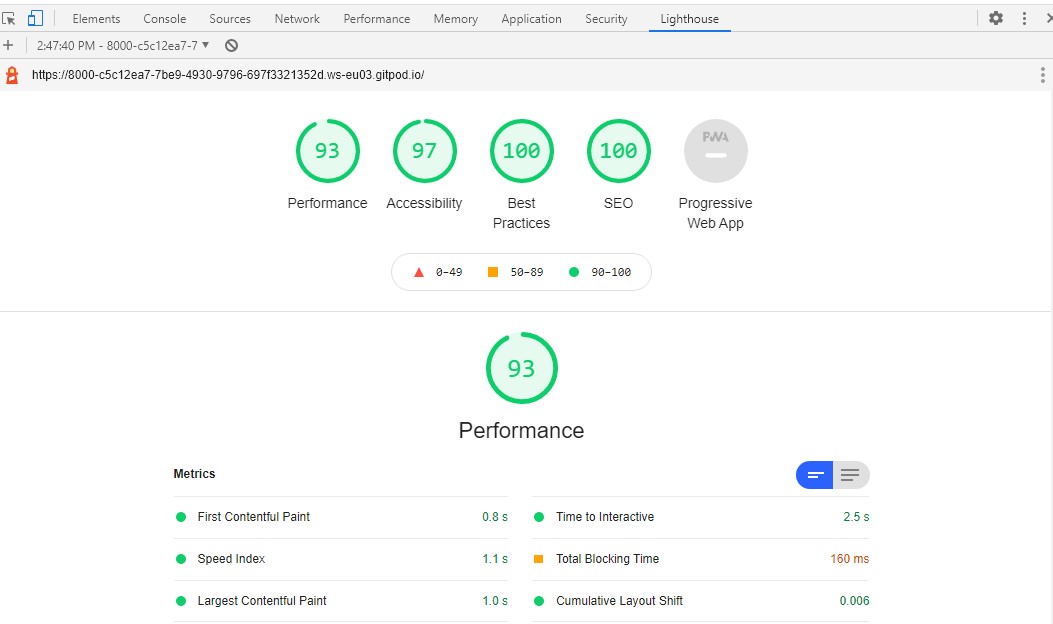 Elements Console Sources Network Performance Memory Application Security Lighthouse
2:47:40 PM - 8000-c5c12ea7-7
https://8000-c5c12ea7-7be9-4930-9796-697f3321352d.ws-eu03.gitpod.io/
93 97 100 100 PWA
Performance Accessibility Best Practices SEO Progressive Web App
0–49 50–89 90–100
93
Performance
Metrics
First Contentful Paint 0.8 s
Time to Interactive 2.5 s
Speed Index 1.1 s
Total Blocking Time 160 ms
Largest Contentful Paint 1.0 s
Cumulative Layout Shift 0.006